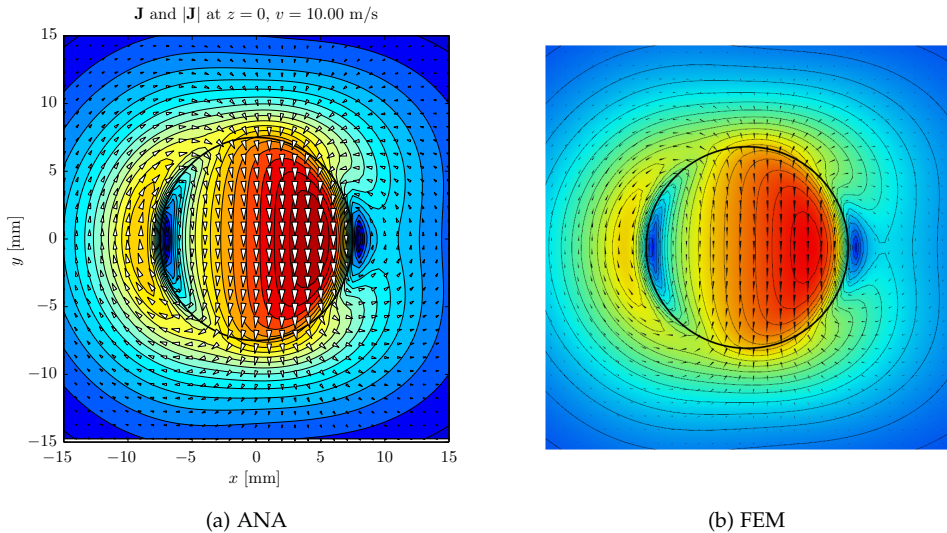 J and |J| at z = 0, v = 10.00 m/s
15
10
5
0
−5
−10
−15
y [mm]
−15 −10 −5 0 5 10 15
x [mm]
(a) ANA
(b) FEM